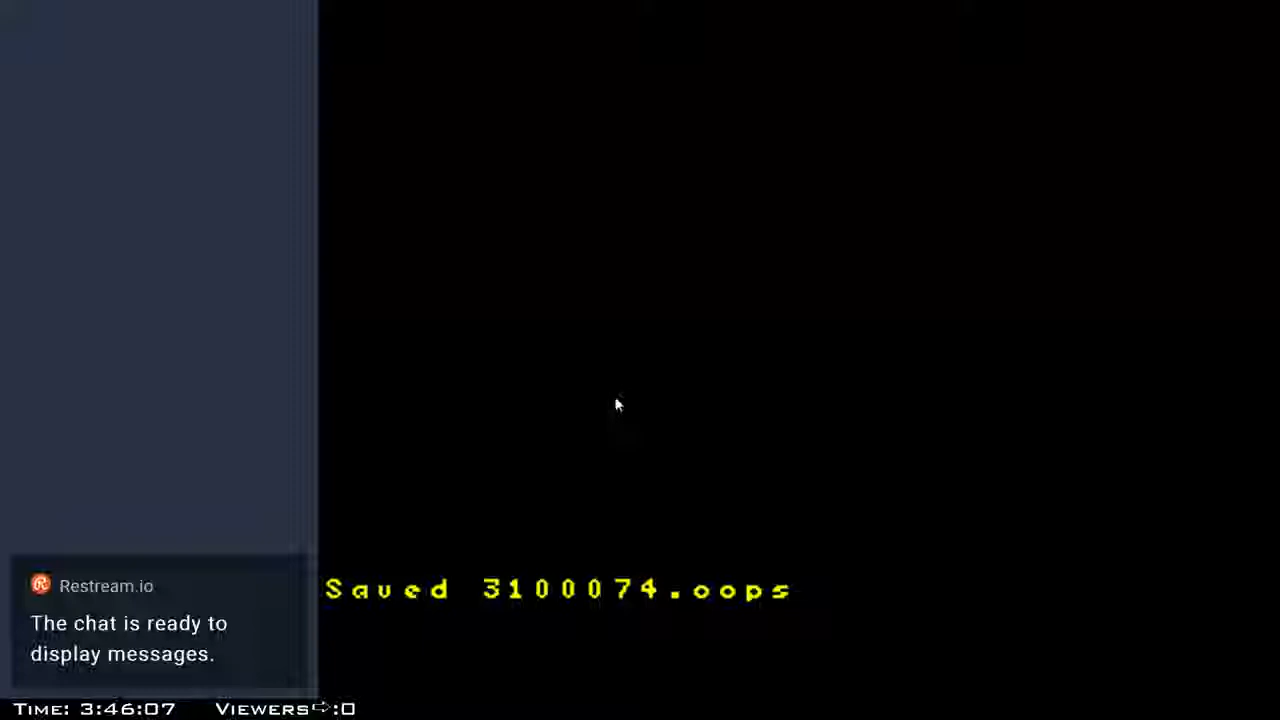 Restream.io
The chat is ready to
display messages.
Saved 3100074.oops
TIME: 3:46:07 VIEWERS⇨:0